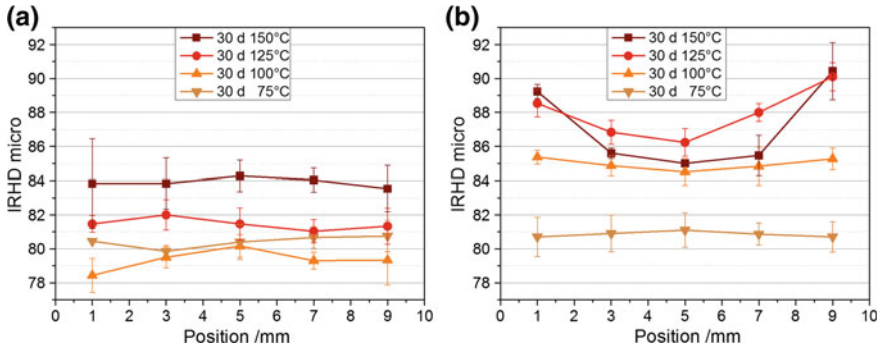 (a)
30 d 150°C
30 d 125°C
30 d 100°C
30 d 75°C
92
90
88
86
84
82
80
78
IRHD micro
0 1 2 3 4 5 6 7 8 9 10
Position /mm
(b)
30 d 150°C
30 d 125°C
30 d 100°C
30 d 75°C
92
90
88
86
84
82
80
78
IRHD micro
0 1 2 3 4 5 6 7 8 9 10
Position /mm